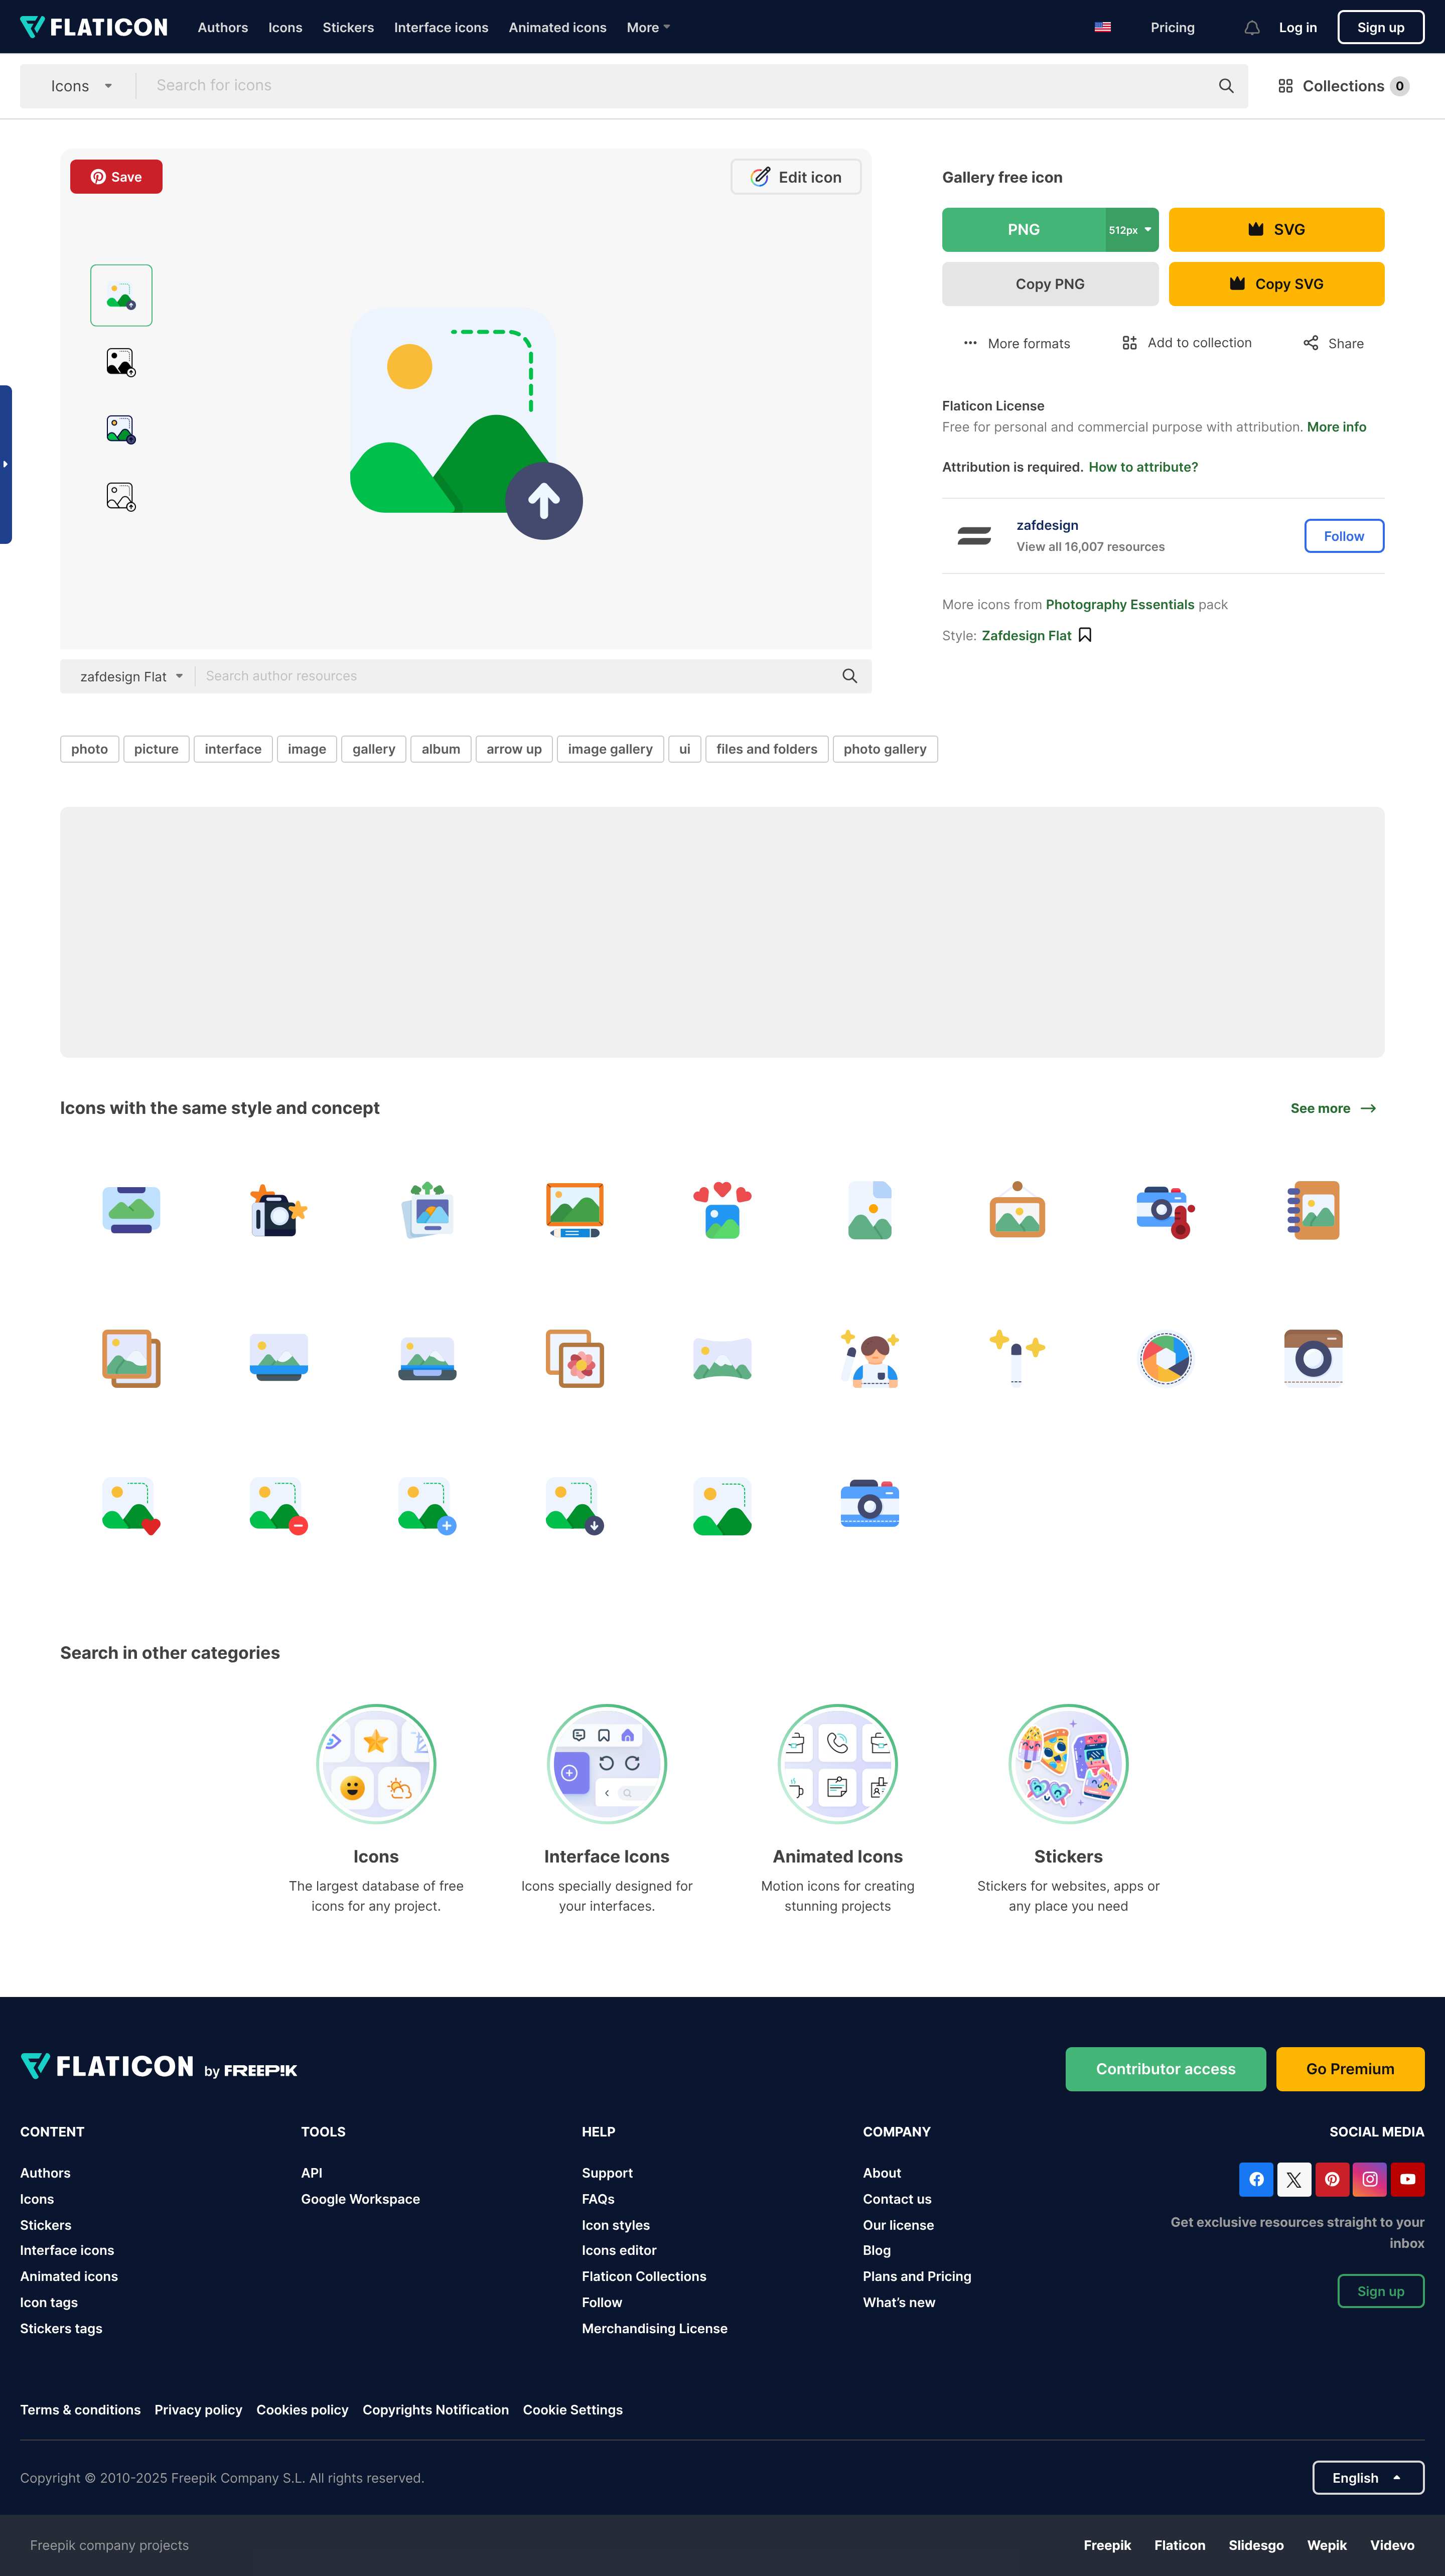 FLATICON
Authors Icons Stickers Interface icons Animated icons More
Pricing Log in Sign up
Icons Search for icons Collections 0
Save Edit icon
Gallery free icon
PNG 512px SVG
Copy PNG Copy SVG
More formats Add to collection Share
Flaticon License
Free for personal and commercial purpose with attribution. More info
Attribution is required. How to attribute?
zafdesign
View all 16,007 resources
Follow
More icons from Photography Essentials pack
Style: Zafdesign Flat
zafdesign Flat Search author resources
photo picture interface image gallery album arrow up image gallery ui files and folders photo gallery
Icons with the same style and concept See more
Search in other categories
Icons
The largest database of free
icons for any project.
Interface Icons
Icons specially designed for
your interfaces.
Animated Icons
Motion icons for creating
stunning projects
Stickers
Stickers for websites, apps or
any place you need
FLATICON by FREEPIK
Contributor access Go Premium
CONTENT
Authors
Icons
Stickers
Interface icons
Animated icons
Icon tags
Stickers tags
TOOLS
API
Google Workspace
HELP
Support
FAQs
Icon styles
Icons editor
Flaticon Collections
Follow
Merchandising License
COMPANY
About
Contact us
Our license
Blog
Plans and Pricing
What's new
SOCIAL MEDIA
Get exclusive resources straight to your
inbox
Sign up
Terms & conditions Privacy policy Cookies policy Copyrights Notification Cookie Settings
Copyright © 2010-2025 Freepik Company S.L. All rights reserved.
English
Freepik company projects
Freepik Flaticon Slidesgo Wepik Videvo